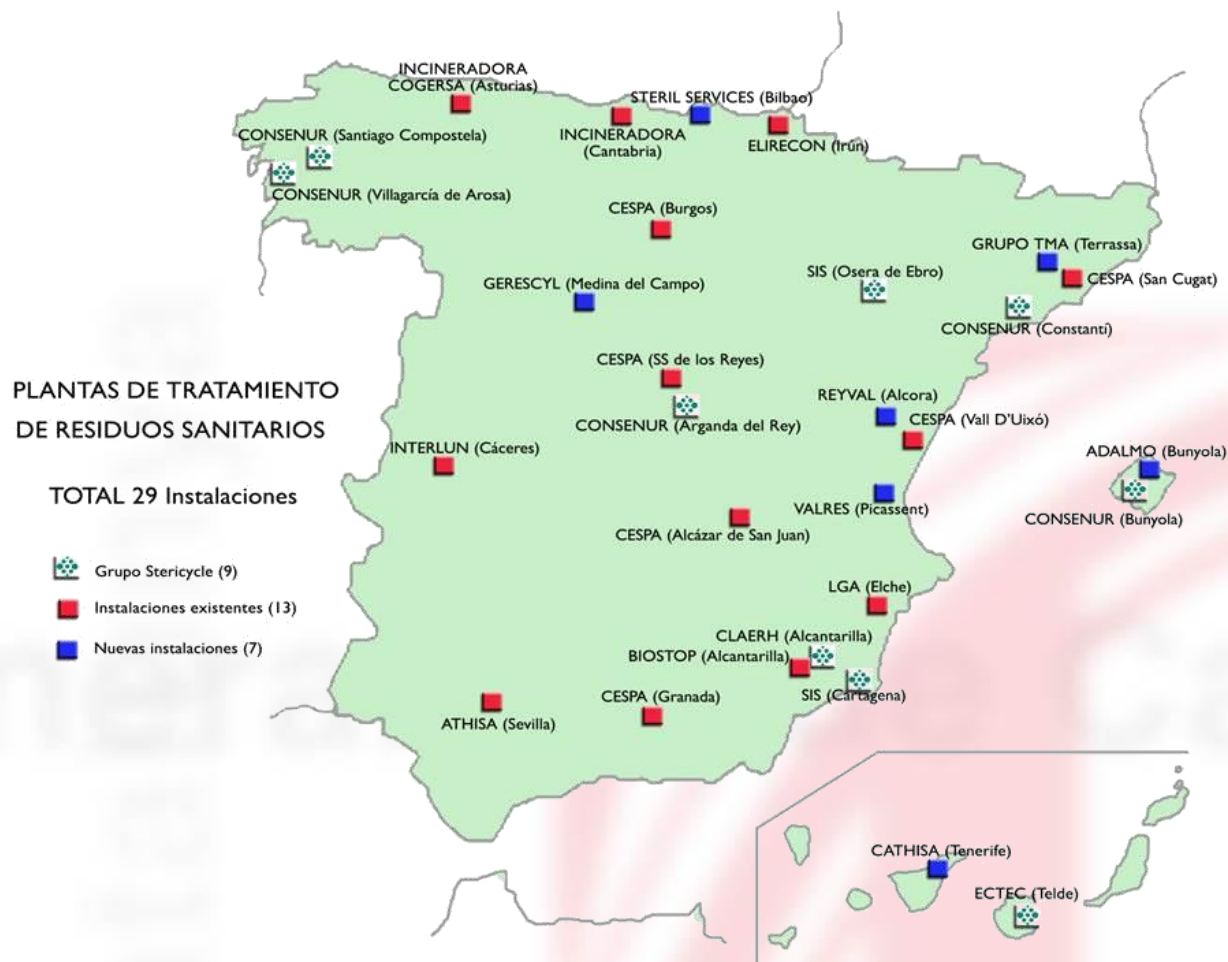 INCINERADORA
COGERSA (Asturias)
STERIL SERVICES (Bilbao)
INCINERADORA
(Cantabria)
ELIRECON (Irún)
CONSENUR (Santiago Compostela)
CONSENUR (Villagarcía de Arosa)
CESPA (Burgos)
GRUPO TMA (Terrassa)
SIS (Osera de Ebro)
CESPA (San Cugat)
GERESCYL (Medina del Campo)
CONSENUR (Constantí)
CESPA (SS de los Reyes)
PLANTAS DE TRATAMIENTO
DE RESIDUOS SANITARIOS
REYVAL (Alcora)
CESPA (Vall D'Uixó)
CONSENUR (Arganda del Rey)
INTERLUN (Cáceres)
ADALMO (Bunyola)
TOTAL 29 Instalaciones
VALRES (Picassent)
CONSENUR (Bunyola)
CESPA (Alcázar de San Juan)
Grupo Stericycle (9)
Instalaciones existentes (13)
Nuevas instalaciones (7)
LGA (Elche)
CLAERH (Alcantarilla)
BIOSTOP (Alcantarilla)
SIS (Cartagena)
CESPA (Granada)
ATHISA (Sevilla)
CATHISA (Tenerife)
ECTEC (Telde)